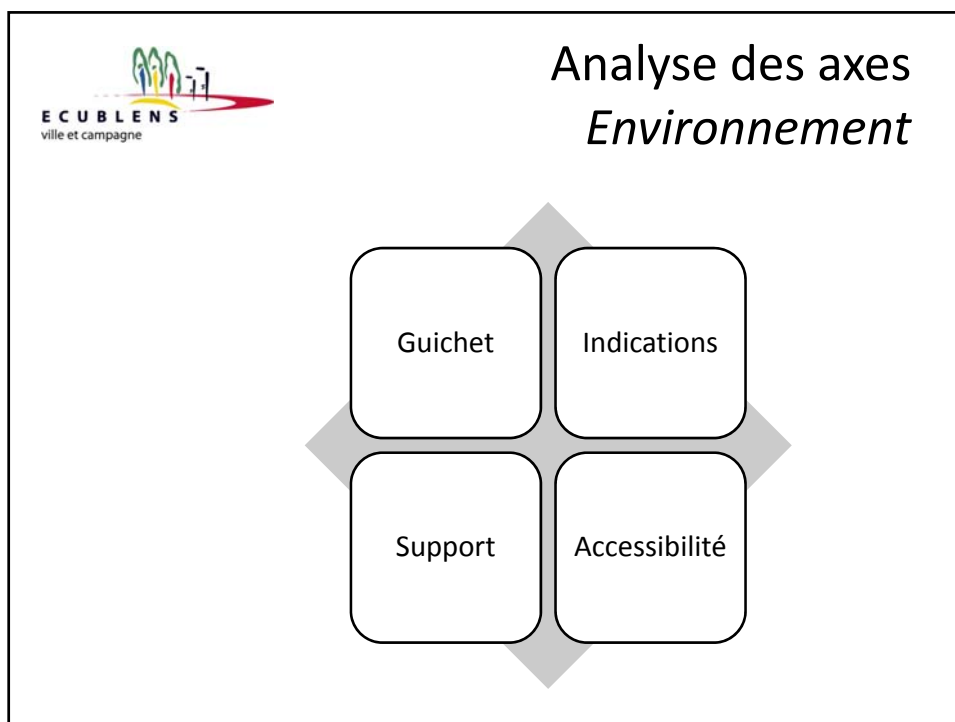 ECUBLENS
ville et campagne
Analyse des axes
Environnement
Guichet
Indications
Support
Accessibilité